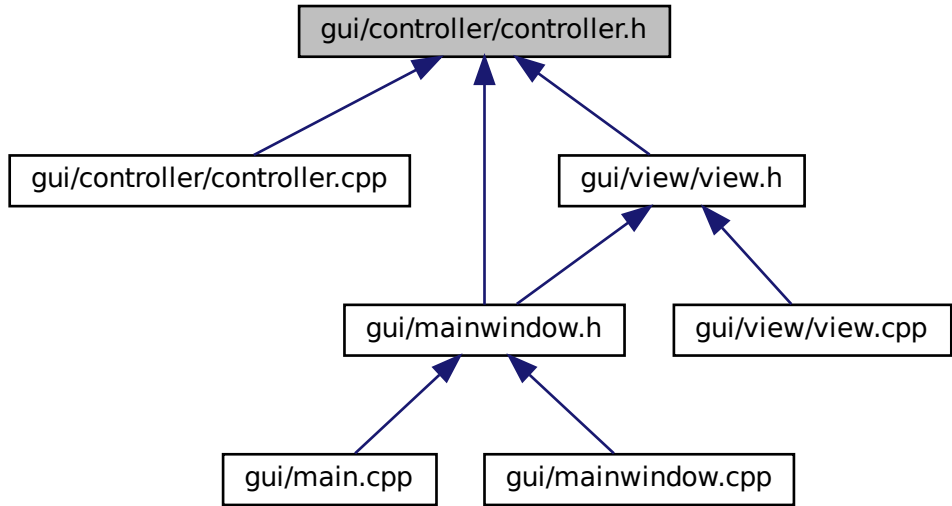 gui/controller/controller.h
gui/controller/controller.cpp
gui/view/view.h
gui/mainwindow.h
gui/view/view.cpp
gui/main.cpp
gui/mainwindow.cpp